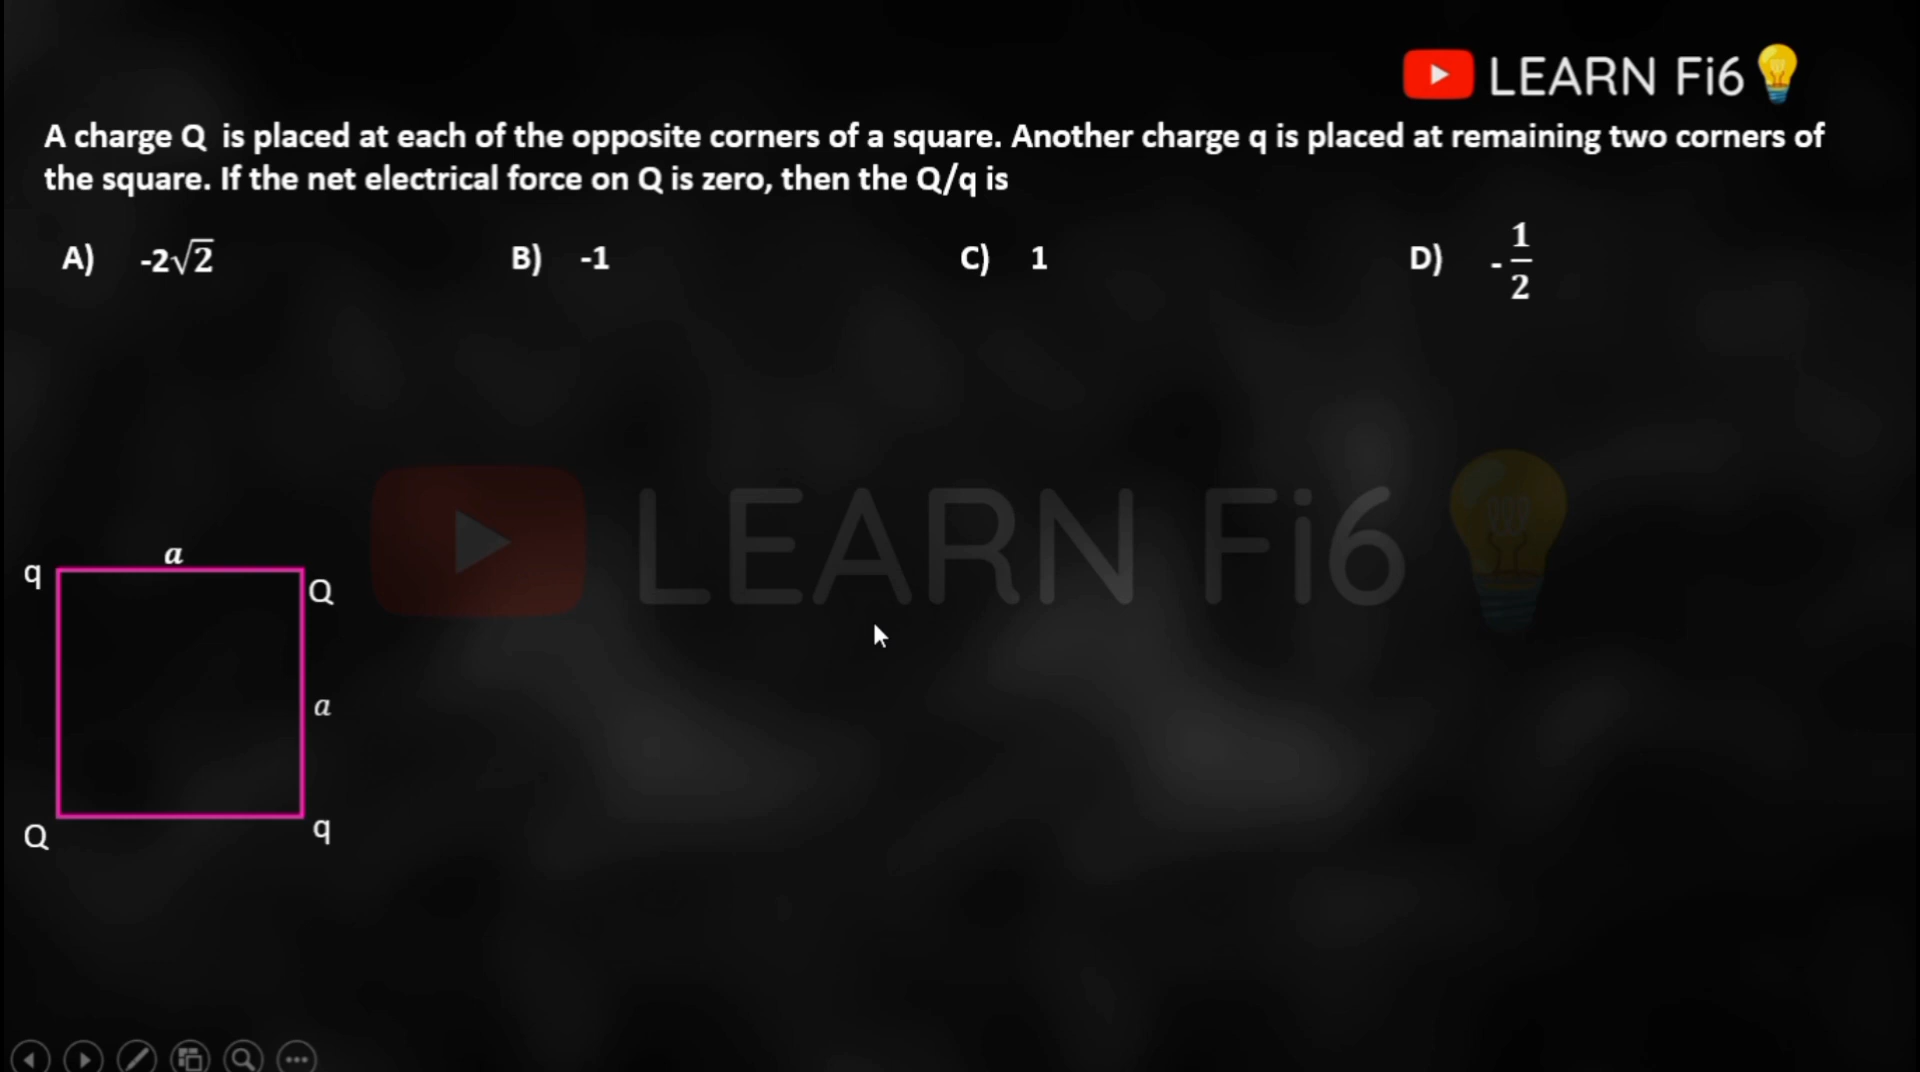 LEARN Fi6
A charge Q is placed at each of the opposite corners of a square. Another charge q is placed at remaining two corners of
the square. If the net electrical force on Q is zero, then the Q/q is
A) -2√2 B) -1 C) 1 D) -1/2
LEARN Fi6
a
q Q
a
Q q